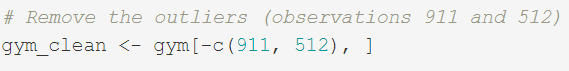 # Remove the outliers (observations 911 and 512)
gym_clean <- gym[-c(911, 512), ]